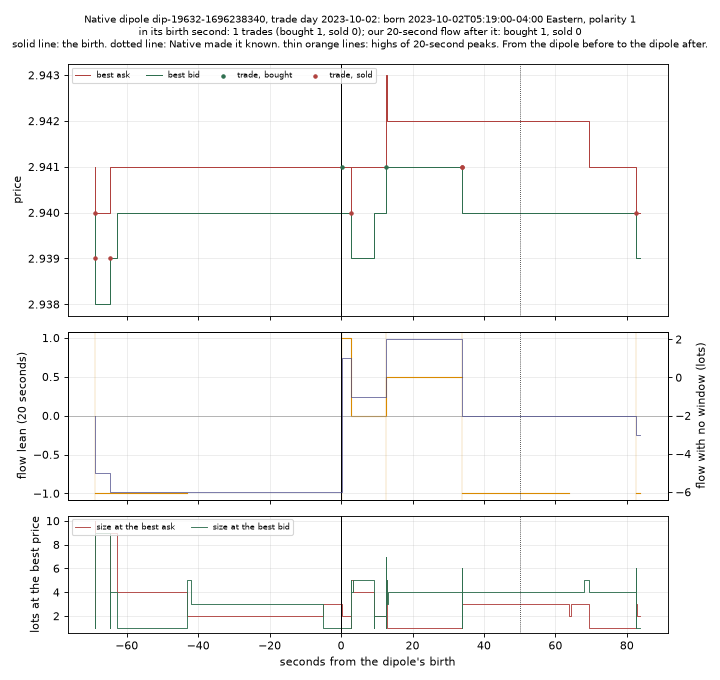 Native dipole dip-19632-1696238340, trade day 2023-10-02: born 2023-10-02T05:19:00-04:00 Eastern, polarity 1
in its birth second: 1 trades (bought 1, sold 0); our 20-second flow after it: bought 1, sold 0
solid line: the birth. dotted line: Native made it known. thin orange lines: highs of 20-second peaks. From the dipole before to the dipole after.
best ask
best bid
trade, bought
trade, sold
2.943
2.942
2.941
2.940
2.939
2.938
price
1.0
0.5
0.0
−0.5
−1.0
flow lean (20 seconds)
2
0
−2
−4
−6
flow with no window (lots)
size at the best ask
size at the best bid
10
8
6
4
2
lots at the best price
−60
−40
−20
0
20
40
60
80
seconds from the dipole's birth